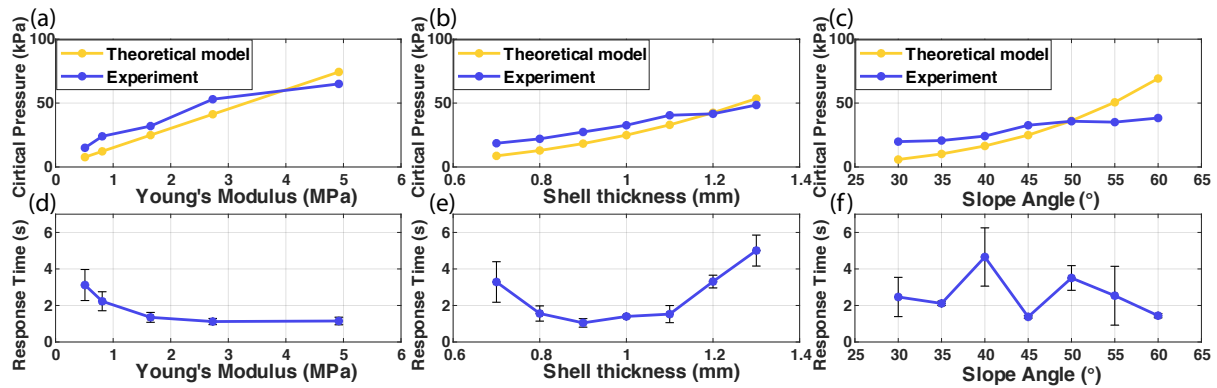 (a)
Cirtical Pressure (kPa)
100
50
0
Theoretical model
Experiment
0 1 2 3 4 5 6
Young's Modulus (MPa)
(b)
Cirtical Pressure (kPa)
100
50
0
Theoretical model
Experiment
0.6 0.8 1 1.2 1.4
Shell thickness (mm)
(c)
Cirtical Pressure (kPa)
100
50
0
Theoretical model
Experiment
25 30 35 40 45 50 55 60 65
Slope Angle (°)
(d)
Response Time (s)
6
4
2
0
0 1 2 3 4 5 6
Young's Modulus (MPa)
(e)
Response Time (s)
6
4
2
0
0.6 0.8 1 1.2 1.4
Shell thickness (mm)
(f)
Response Time (s)
6
4
2
0
25 30 35 40 45 50 55 60 65
Slope Angle (°)